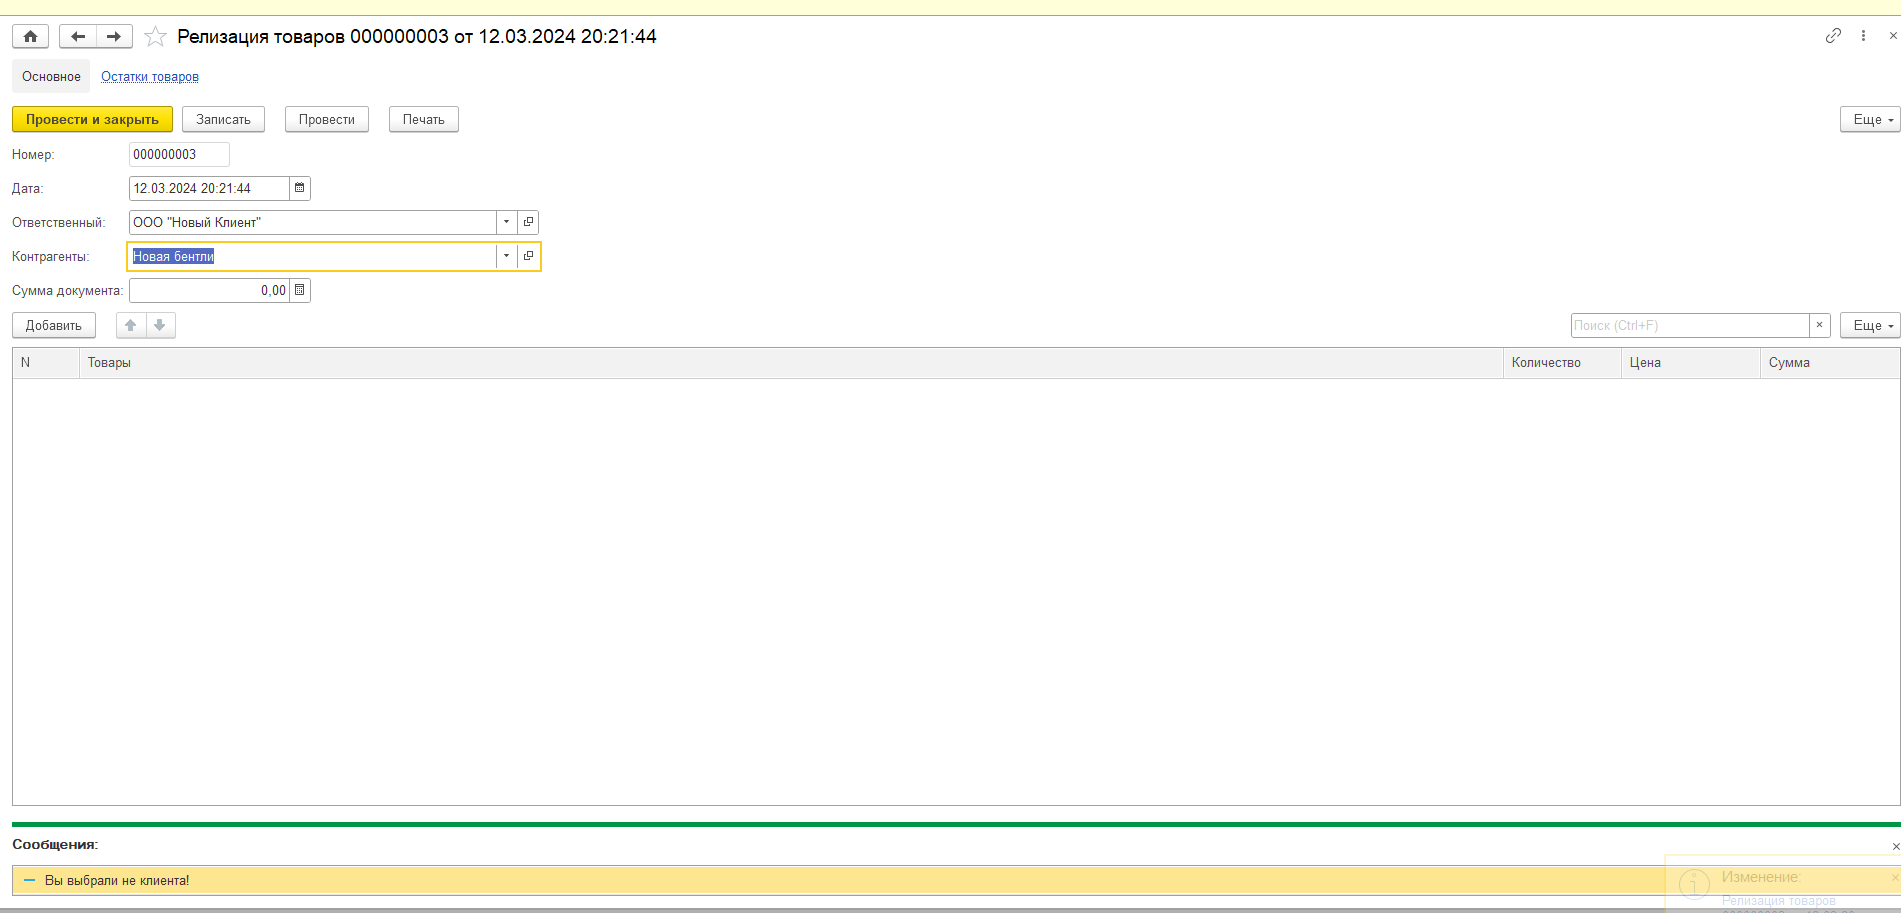 Релизация товаров 000000003 от 12.03.2024 20:21:44
Основное Остатки товаров
Провести и закрыть Записать Провести Печать Еще
Номер: 000000003
Дата: 12.03.2024 20:21:44
Ответственный: ООО "Новый Клиент"
Контрагенты: Новая бентли
Сумма документа: 0,00
Добавить Поиск (Ctrl+F) Еще
N Товары Количество Цена Сумма
Сообщения:
Вы выбрали не клиента!
Изменение:
Релизация товаров